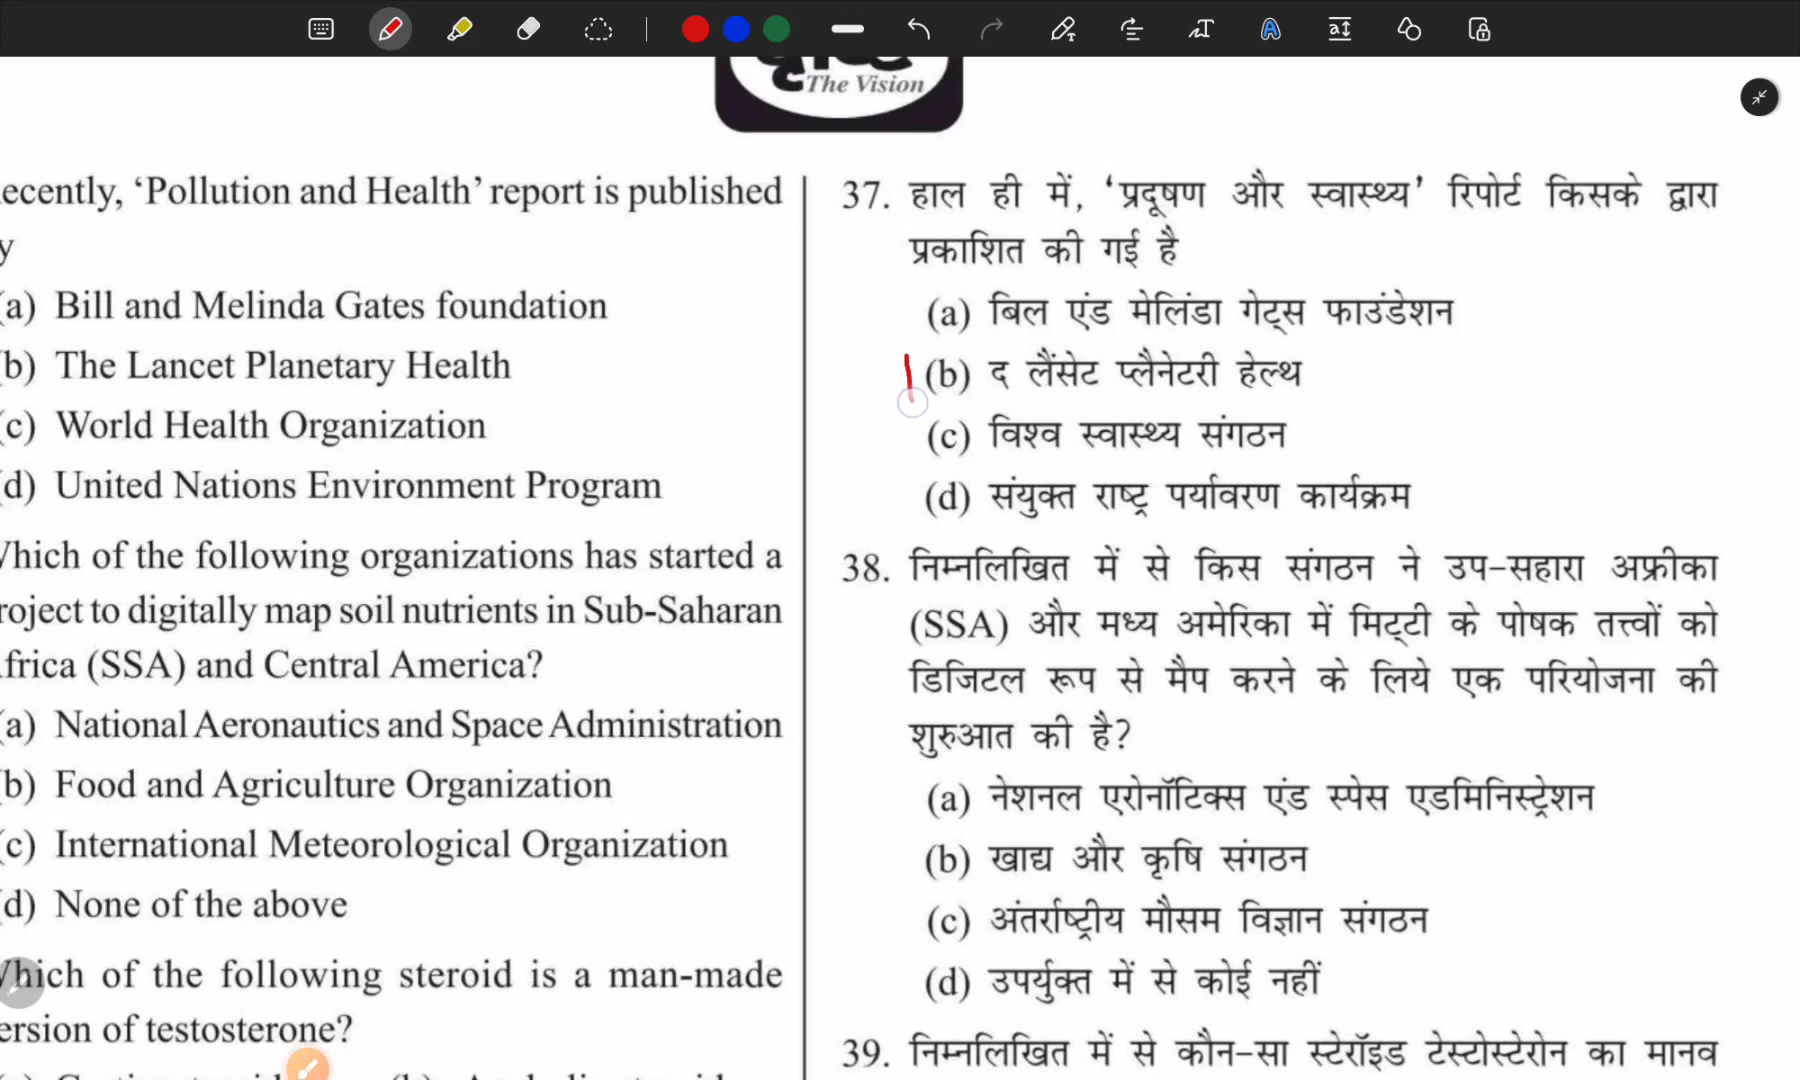 The Vision
ecently, ‘Pollution and Health’ report is published
y
(a) Bill and Melinda Gates foundation
(b) The Lancet Planetary Health
(c) World Health Organization
(d) United Nations Environment Program
Which of the following organizations has started a
roject to digitally map soil nutrients in Sub-Saharan
frica (SSA) and Central America?
(a) National Aeronautics and Space Administration
(b) Food and Agriculture Organization
(c) International Meteorological Organization
(d) None of the above
Which of the following steroid is a man-made
ersion of testosterone?
37. हाल ही में, ‘प्रदूषण और स्वास्थ्य’ रिपोर्ट किसके द्वारा
प्रकाशित की गई है
(a) बिल एंड मेलिंडा गेट्स फाउंडेशन
(b) द लैंसेट प्लैनेटरी हेल्थ
(c) विश्व स्वास्थ्य संगठन
(d) संयुक्त राष्ट्र पर्यावरण कार्यक्रम
38. निम्नलिखित में से किस संगठन ने उप-सहारा अफ्रीका
(SSA) और मध्य अमेरिका में मिट्टी के पोषक तत्त्वों को
डिजिटल रूप से मैप करने के लिये एक परियोजना की
शुरुआत की है?
(a) नेशनल एरोनॉटिक्स एंड स्पेस एडमिनिस्ट्रेशन
(b) खाद्य और कृषि संगठन
(c) अंतर्राष्ट्रीय मौसम विज्ञान संगठन
(d) उपर्युक्त में से कोई नहीं
39. निम्नलिखित में से कौन-सा स्टेरॉइड टेस्टोस्टेरोन का मानव